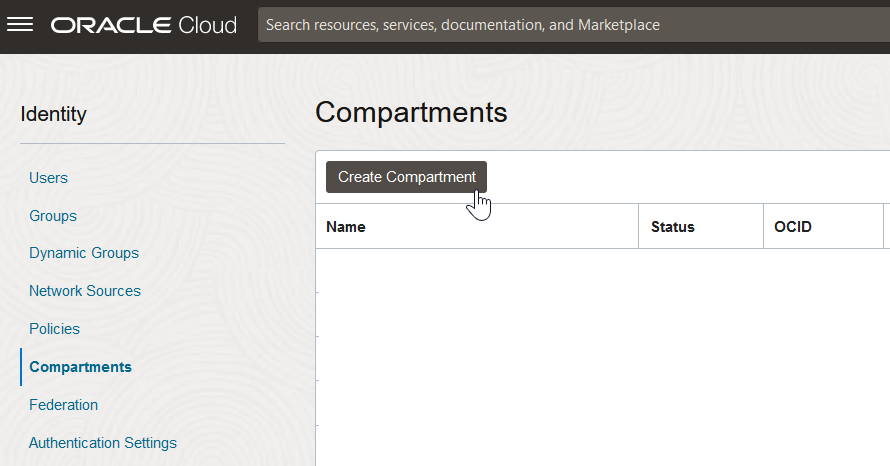 ORACLE Cloud
Search resources, services, documentation, and Marketplace
Identity
Users
Groups
Dynamic Groups
Network Sources
Policies
Compartments
Federation
Authentication Settings
Compartments
Create Compartment
Name Status OCID